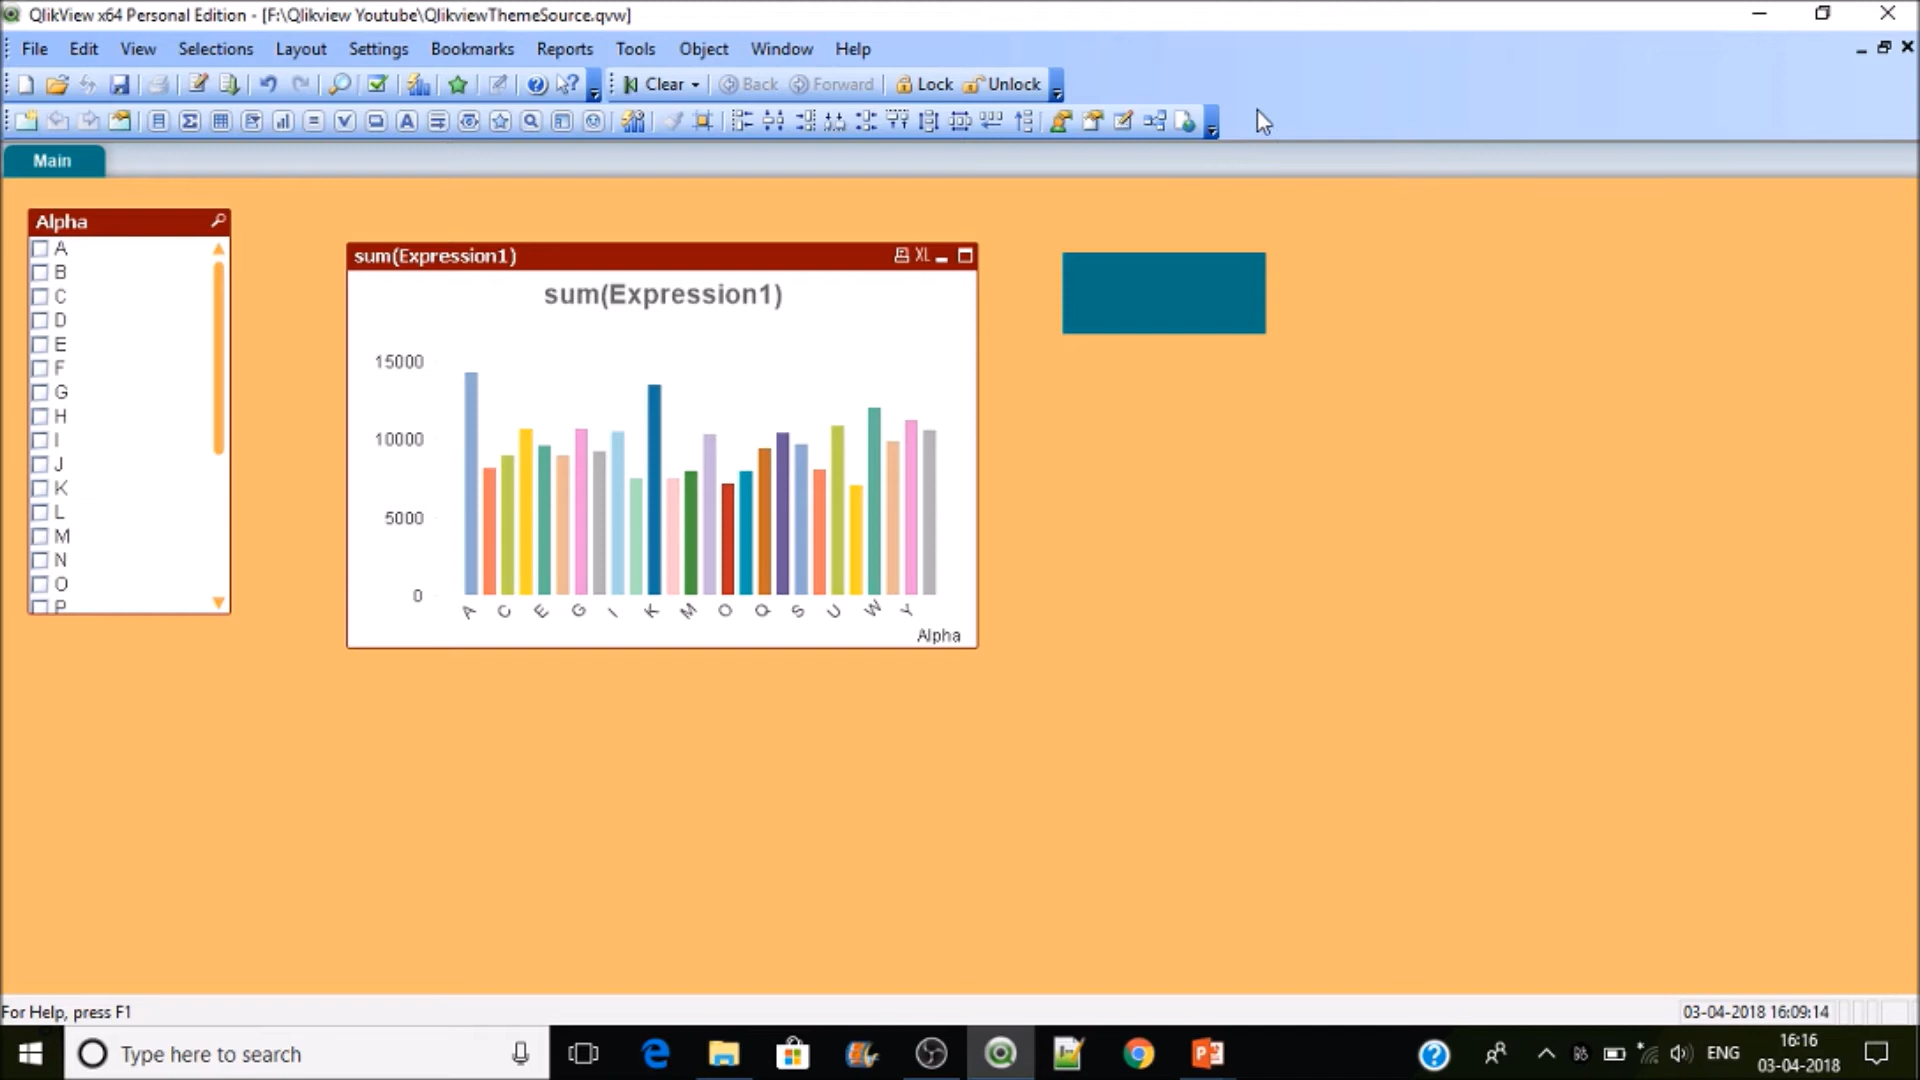 QlikView x64 Personal Edition - [F:\Qlikview Youtube\QlikviewThemeSource.qvw]
File Edit View Selections Layout Settings Bookmarks Reports Tools Object Window Help
Clear Back Forward Lock Unlock
Main
Alpha
A
B
C
D
E
F
G
H
I
J
K
L
M
N
O
P
sum(Expression1) XL
sum(Expression1)
15000
10000
5000
0
A C E G I K M O Q S U W Y
Alpha
For Help, press F1
03-04-2018 16:09:14
Type here to search
ENG
16:16
03-04-2018